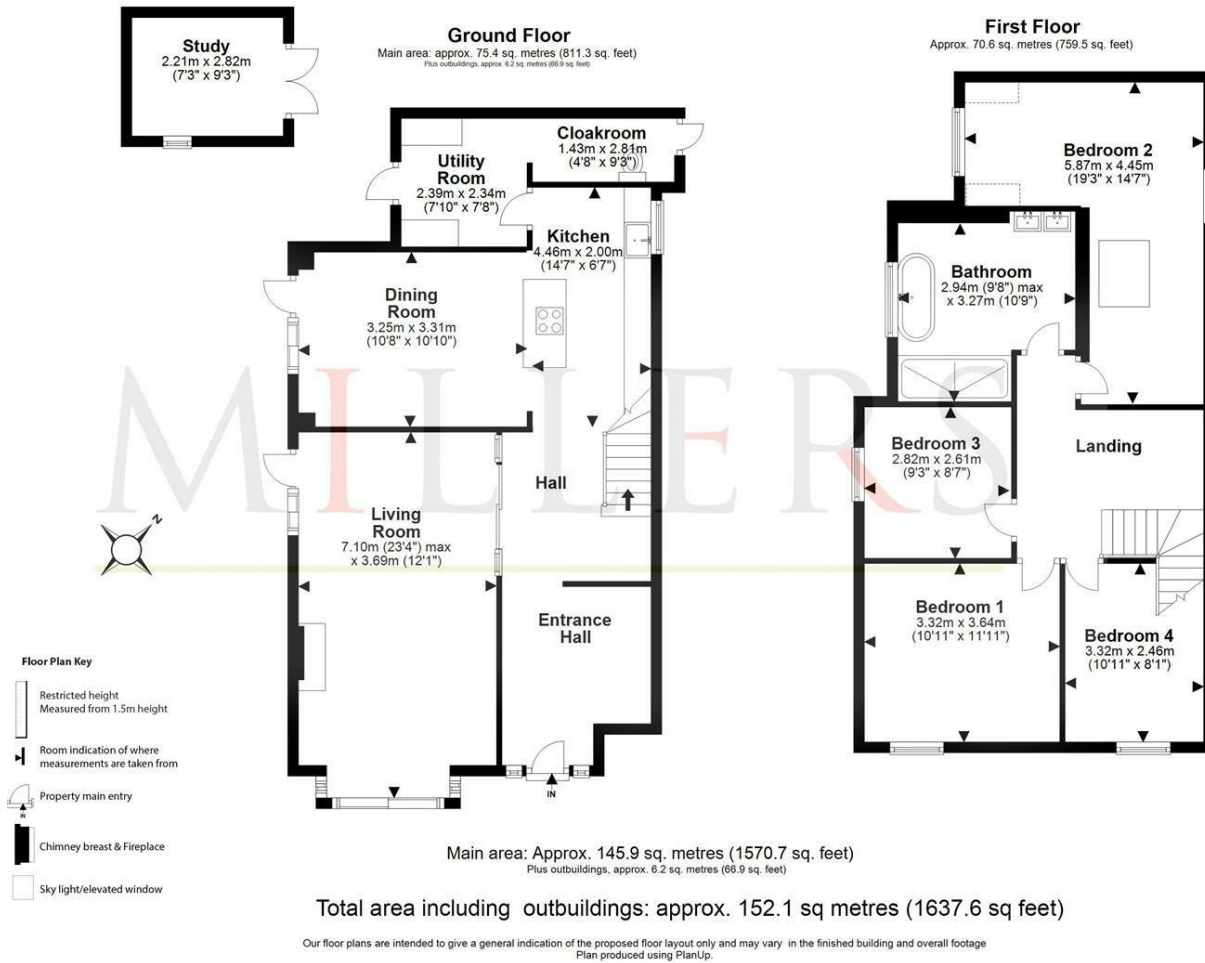 Study
2.21m x 2.82m
(7'3" x 9'3")
Ground Floor
Main area: approx. 75.4 sq. metres (811.3 sq. feet)
Plus outbuildings, approx. 6.2 sq. metres (66.9 sq. feet)
Cloakroom
1.43m x 2.81m
(4'8" x 9'3")
Utility
Room
2.39m x 2.34m
(7'10" x 7'8")
Kitchen
4.46m x 2.00m
(14'7" x 6'7")
Dining
Room
3.25m x 3.31m
(10'8" x 10'10")
Hall
Living
Room
7.10m (23'4") max
x 3.69m (12'1")
Entrance
Hall
IN
First Floor
Approx. 70.6 sq. metres (759.5 sq. feet)
Bedroom 2
5.87m x 4.45m
(19'3" x 14'7")
Bathroom
2.94m (9'8") max
x 3.27m (10'9")
Bedroom 3
2.82m x 2.61m
(9'3" x 8'7")
Landing
Bedroom 1
3.32m x 3.64m
(10'11" x 11'11")
Bedroom 4
3.32m x 2.46m
(10'11" x 8'1")
MILLERS
N
Floor Plan Key
Restricted height
Measured from 1.5m height
Room indication of where
measurements are taken from
Property main entry
IN
Chimney breast & Fireplace
Sky light/elevated window
Main area: Approx. 145.9 sq. metres (1570.7 sq. feet)
Plus outbuildings, approx. 6.2 sq. metres (66.9 sq. feet)
Total area including outbuildings: approx. 152.1 sq metres (1637.6 sq feet)
Our floor plans are intended to give a general indication of the proposed floor layout only and may vary in the finished building and overall footage
Plan produced using PlanUp.